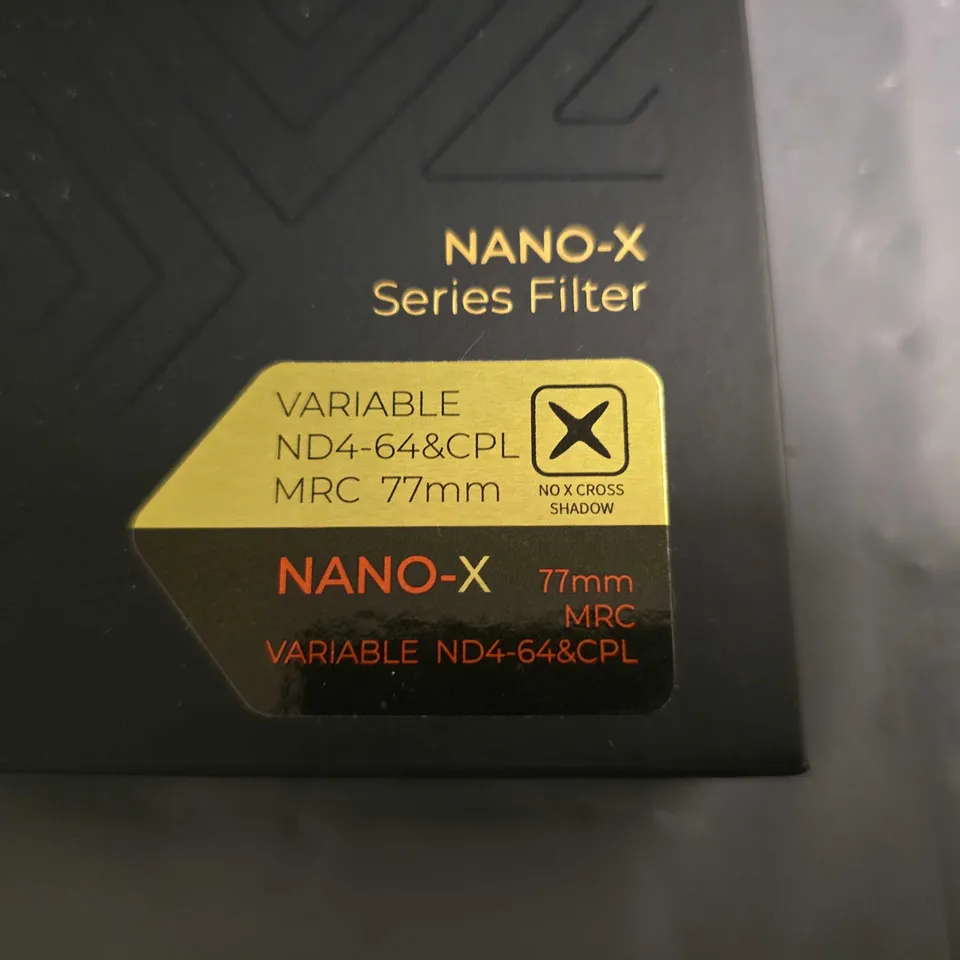 NANO-X
Series Filter
VARIABLE
ND4-64&CPL
MRC 77mm
NO X CROSS
SHADOW
NANO-X
77mm
MRC
VARIABLE ND4-64&CPL